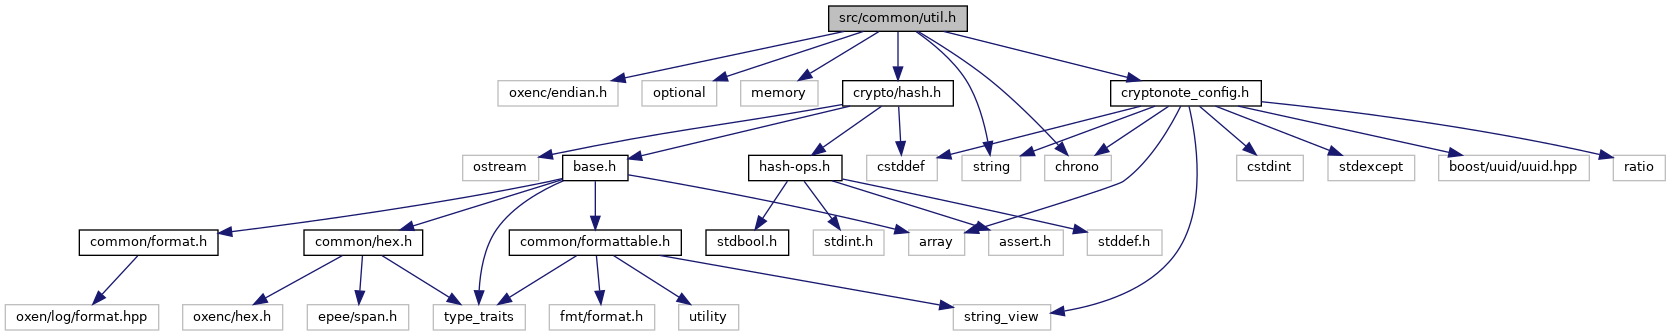 src/common/util.h
oxenc/endian.h
optional
memory
crypto/hash.h
cryptonote_config.h
ostream
base.h
hash-ops.h
cstddef
string
chrono
cstdint
stdexcept
boost/uuid/uuid.hpp
ratio
common/format.h
common/hex.h
common/formattable.h
stdbool.h
stdint.h
array
assert.h
stddef.h
oxen/log/format.hpp
oxenc/hex.h
epee/span.h
type_traits
fmt/format.h
utility
string_view